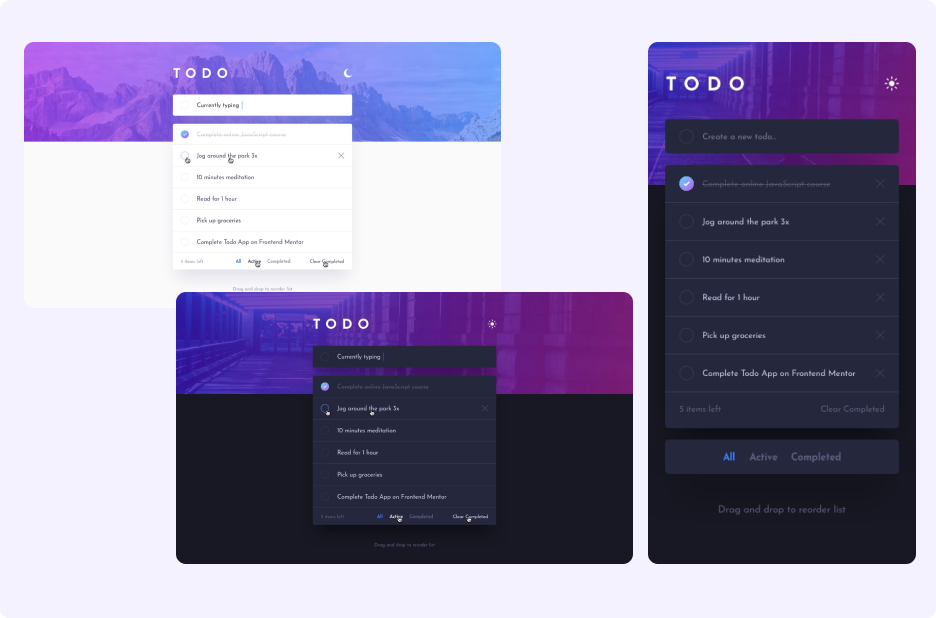 TODO
Currently typing
Complete online JavaScript course
Jog around the park 3x
10 minutes meditation
Read for 1 hour
Pick up groceries
Complete Todo App on Frontend Mentor
5 items left All Active Completed Clear Completed
Drag and drop to reorder list
TODO
Currently typing
Complete online JavaScript course
Jog around the park 3x
10 minutes meditation
Read for 1 hour
Pick up groceries
Complete Todo App on Frontend Mentor
5 items left All Active Completed Clear Completed
Drag and drop to reorder list
TODO
Create a new todo...
Complete online JavaScript course
Jog around the park 3x
10 minutes meditation
Read for 1 hour
Pick up groceries
Complete Todo App on Frontend Mentor
5 items left Clear Completed
All Active Completed
Drag and drop to reorder list